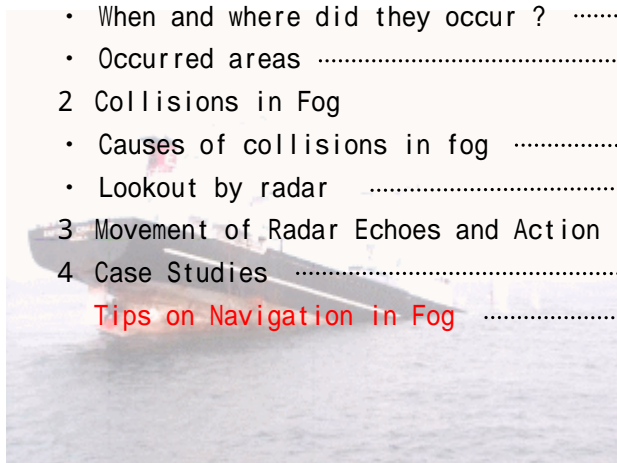 ・ When and where did they occur ? ………
・ Occurred areas ………………………………………
2 Collisions in Fog
・ Causes of collisions in fog ……………
・ Lookout by radar ………………………………
3 Movement of Radar Echoes and Action
4 Case Studies …………………………………………
Tips on Navigation in Fog ………………